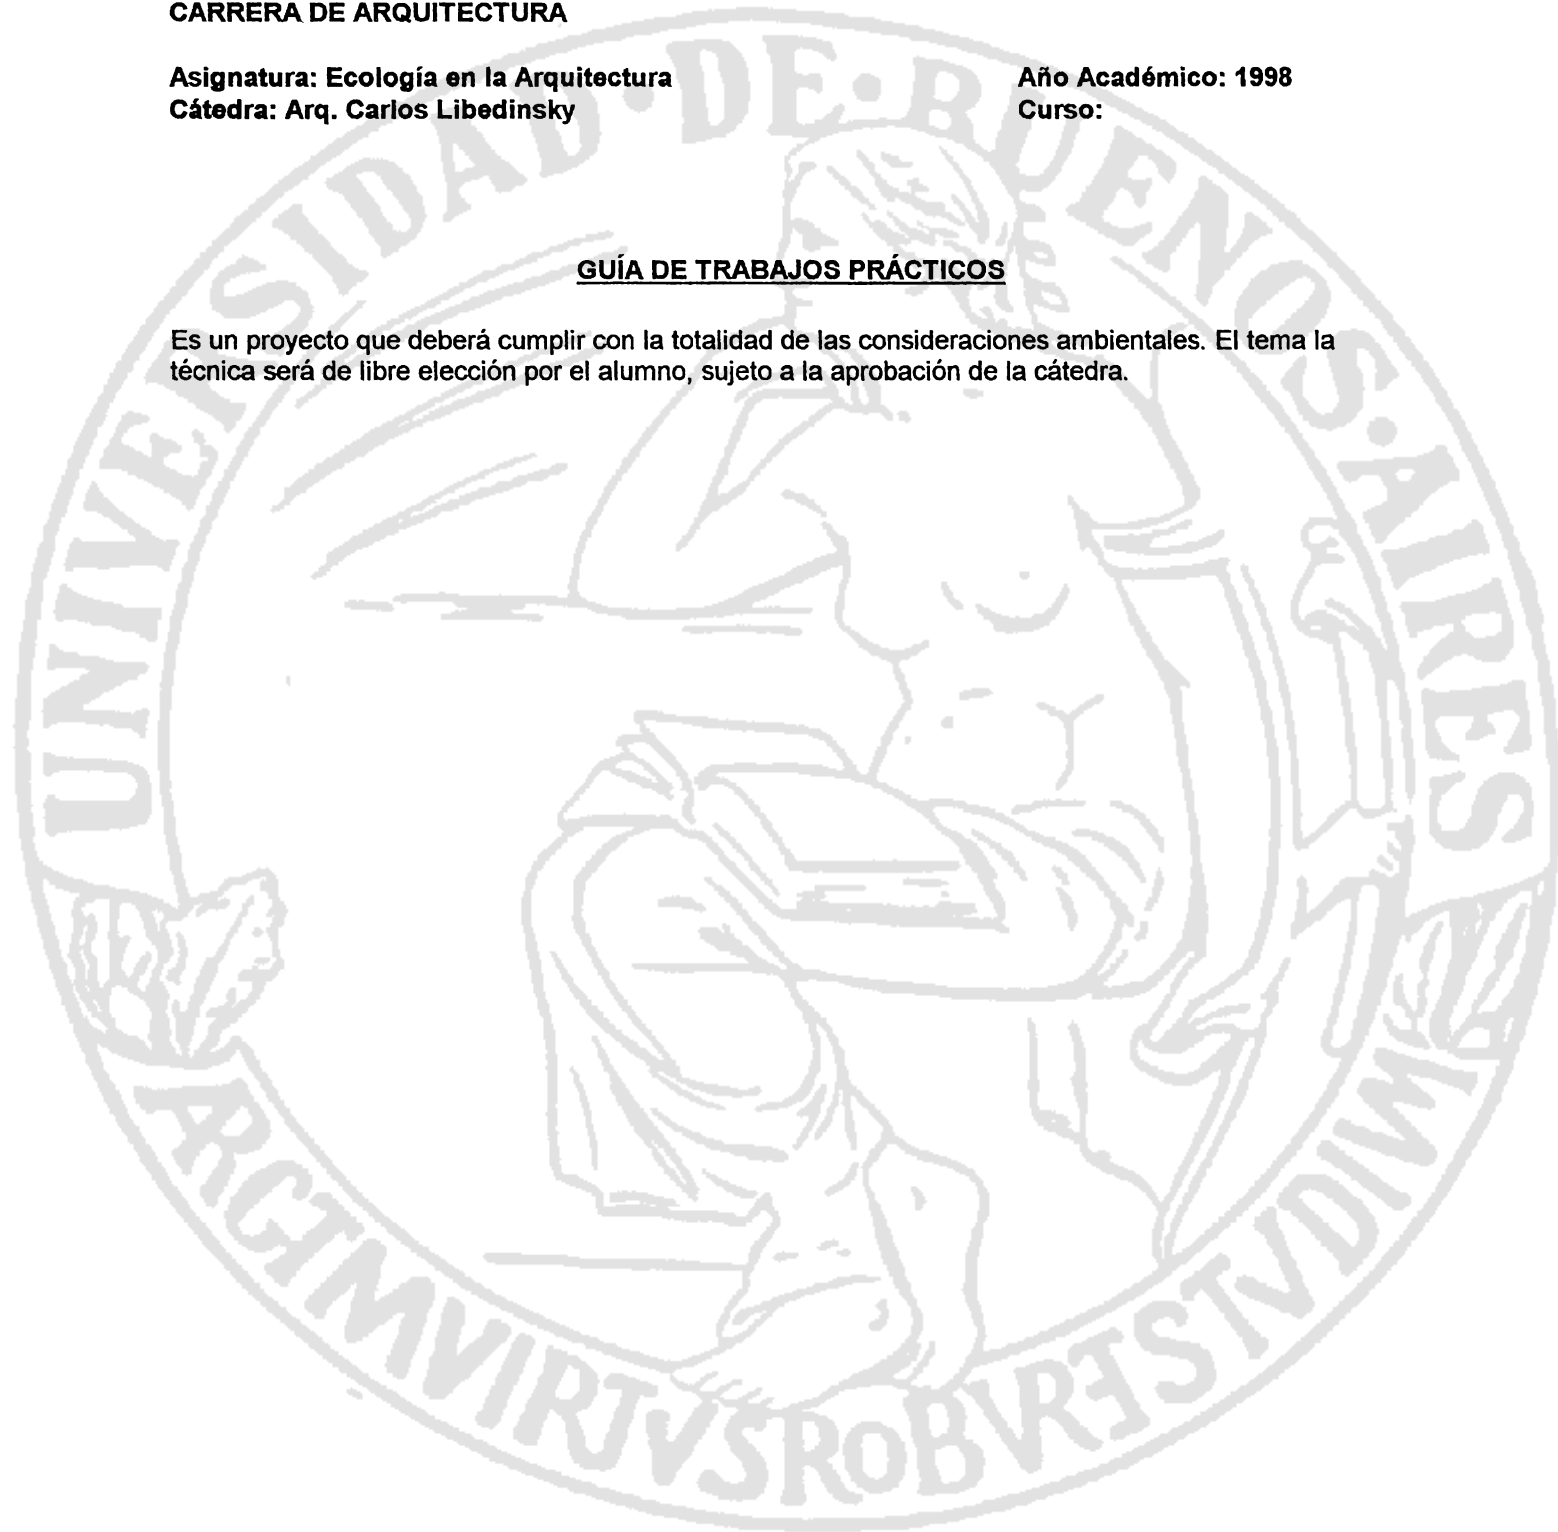 CARRERA DE ARQUITECTURA
Asignatura: Ecología en la Arquitectura
Año Académico: 1998
Cátedra: Arq. Carlos Libedinsky
Curso:
GUÍA DE TRABAJOS PRÁCTICOS
Es un proyecto que deberá cumplir con la totalidad de las consideraciones ambientales. El tema la
técnica será de libre elección por el alumno, sujeto a la aprobación de la cátedra.
UNIVERSIDAD·DE·BUENOS·AIRES
ARGTMVIRTVSROBVRETSTVDIVM